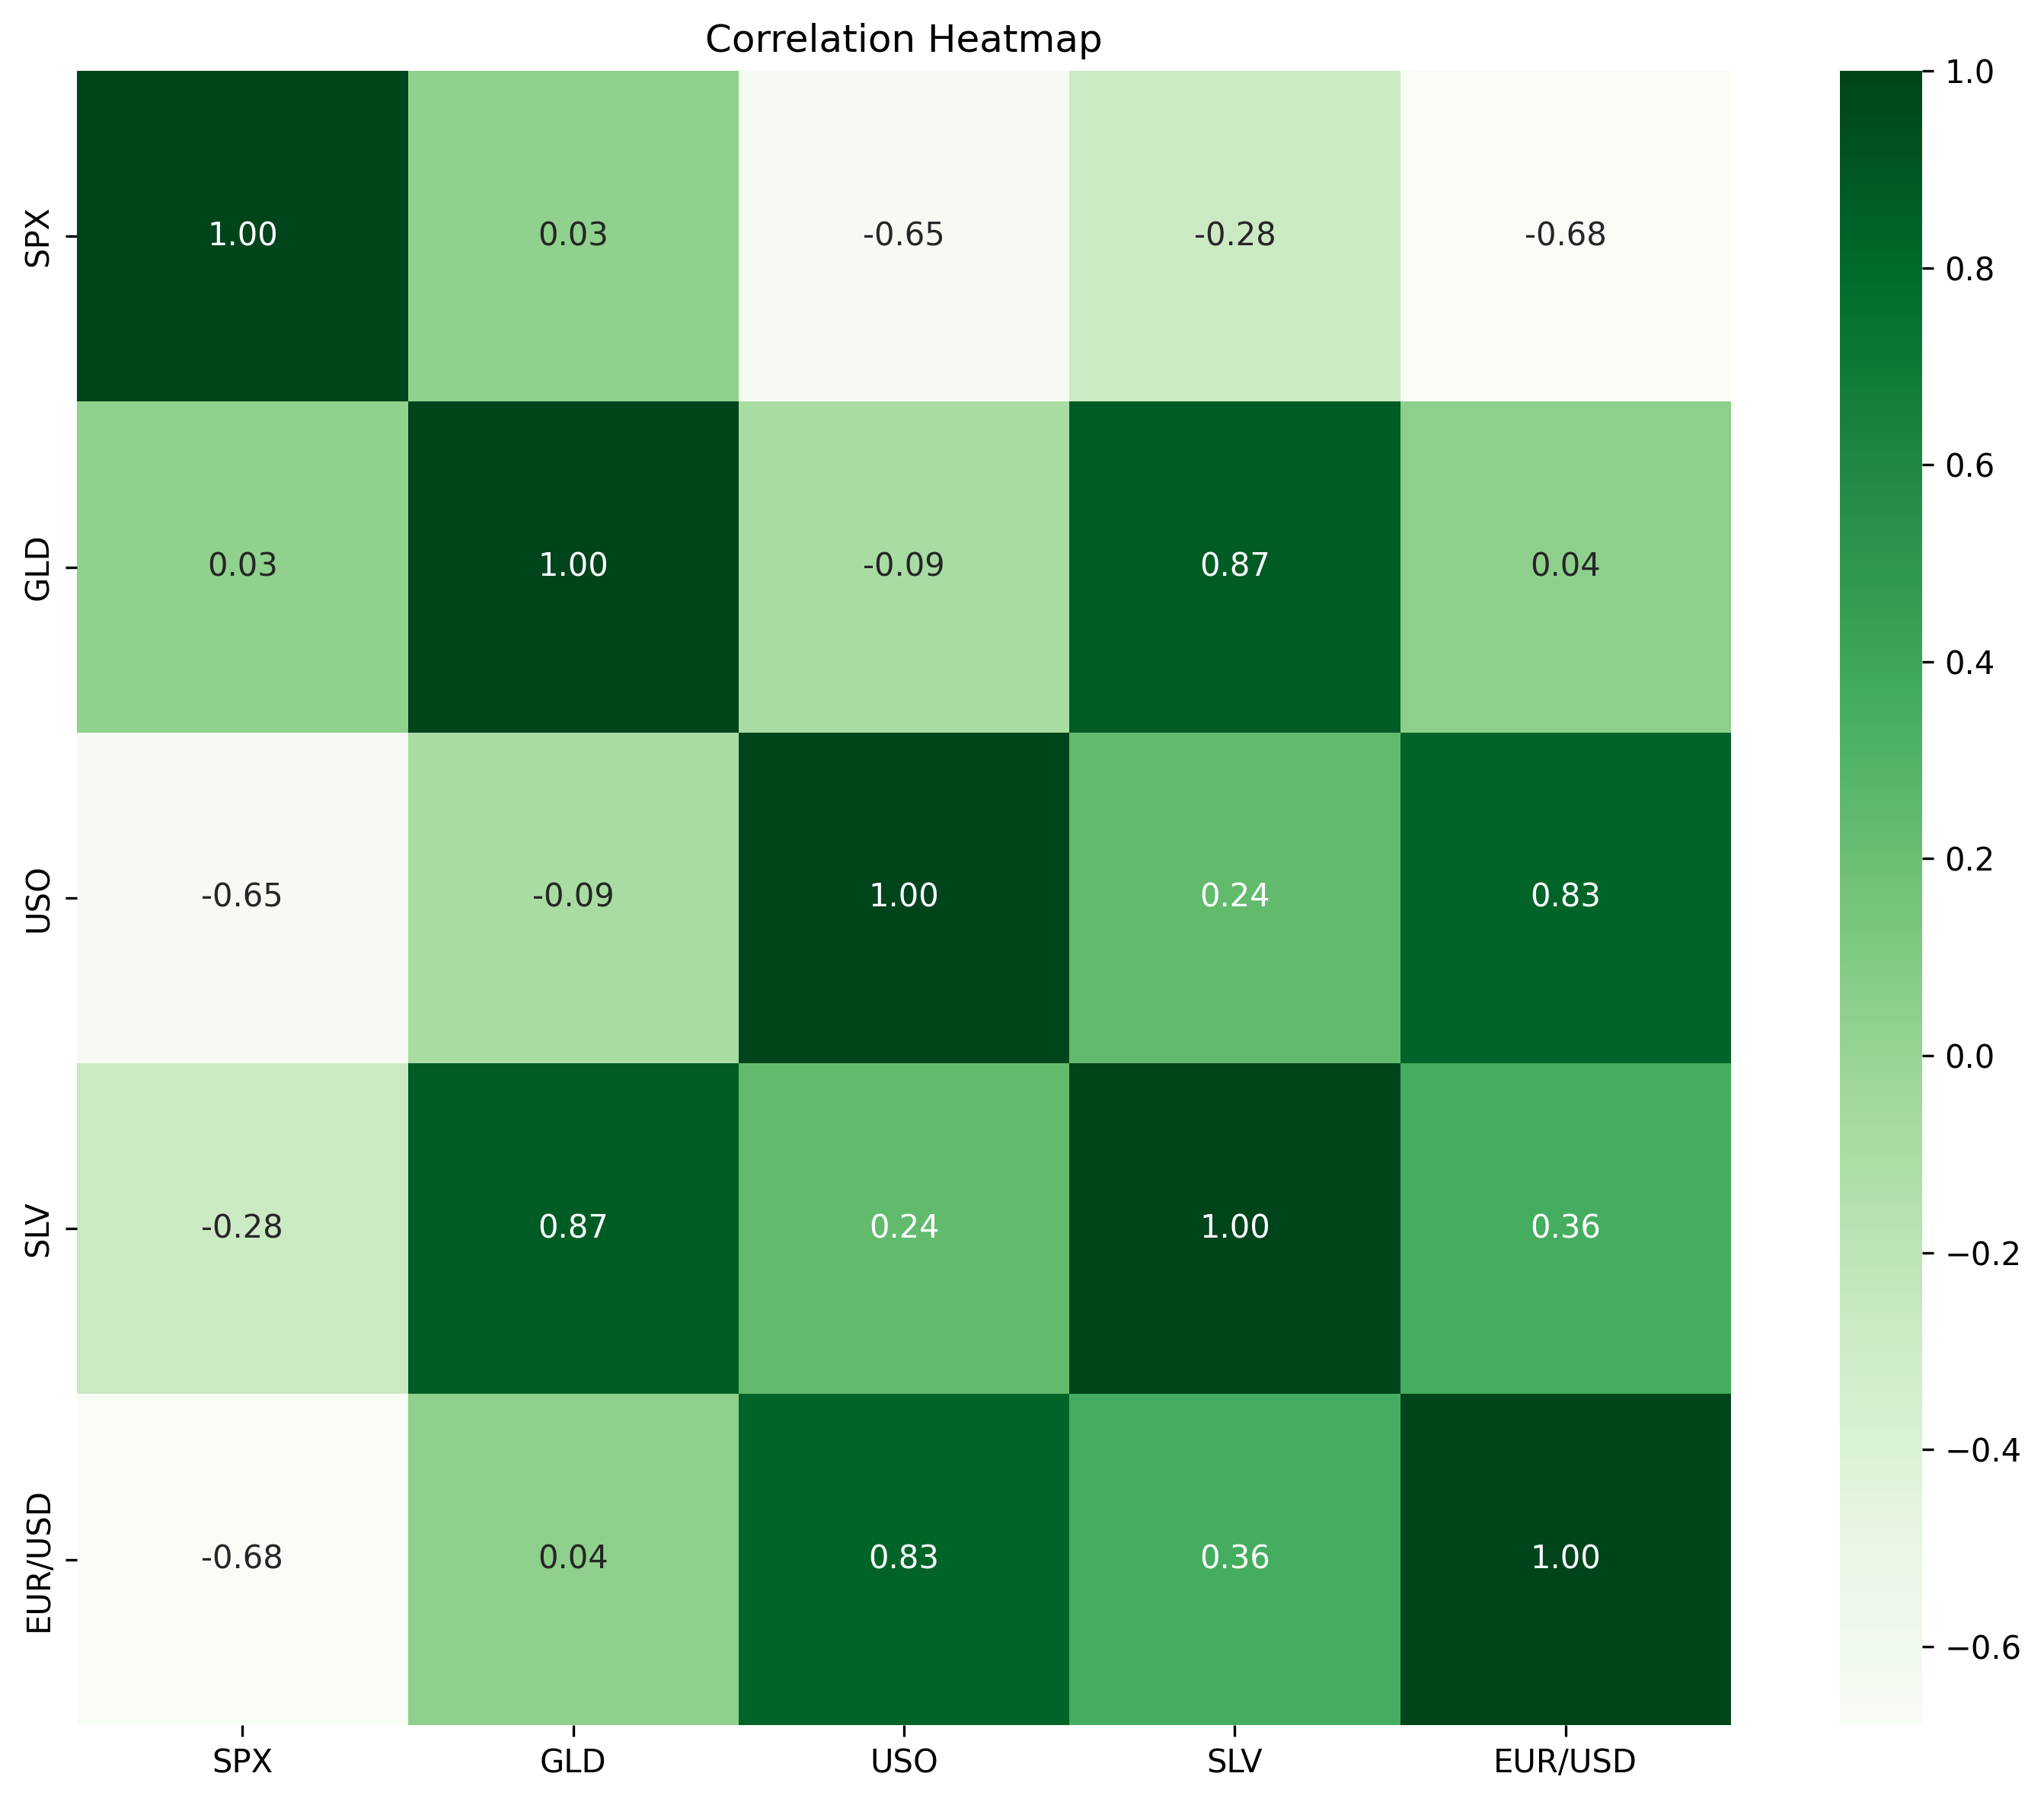 Correlation Heatmap
SPX 1.00 0.03 -0.65 -0.28 -0.68
GLD 0.03 1.00 -0.09 0.87 0.04
USO -0.65 -0.09 1.00 0.24 0.83
SLV -0.28 0.87 0.24 1.00 0.36
EUR/USD -0.68 0.04 0.83 0.36 1.00
SPX GLD USO SLV EUR/USD
1.0
0.8
0.6
0.4
0.2
0.0
−0.2
−0.4
−0.6